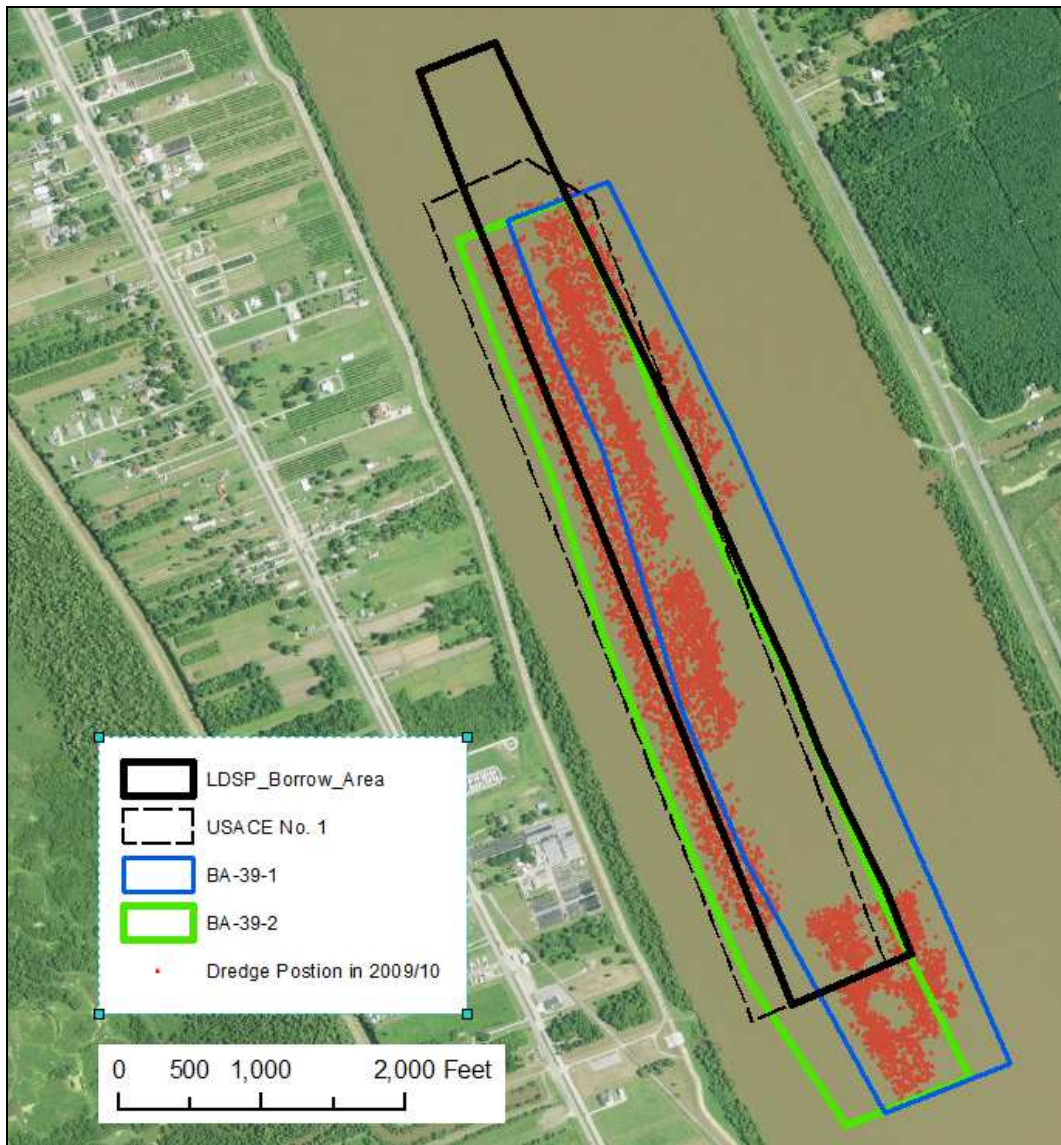 LDSP_Borrow_Area
USACE No. 1
BA-39-1
BA-39-2
Dredge Postion in 2009/10
0 500 1,000 2,000 Feet